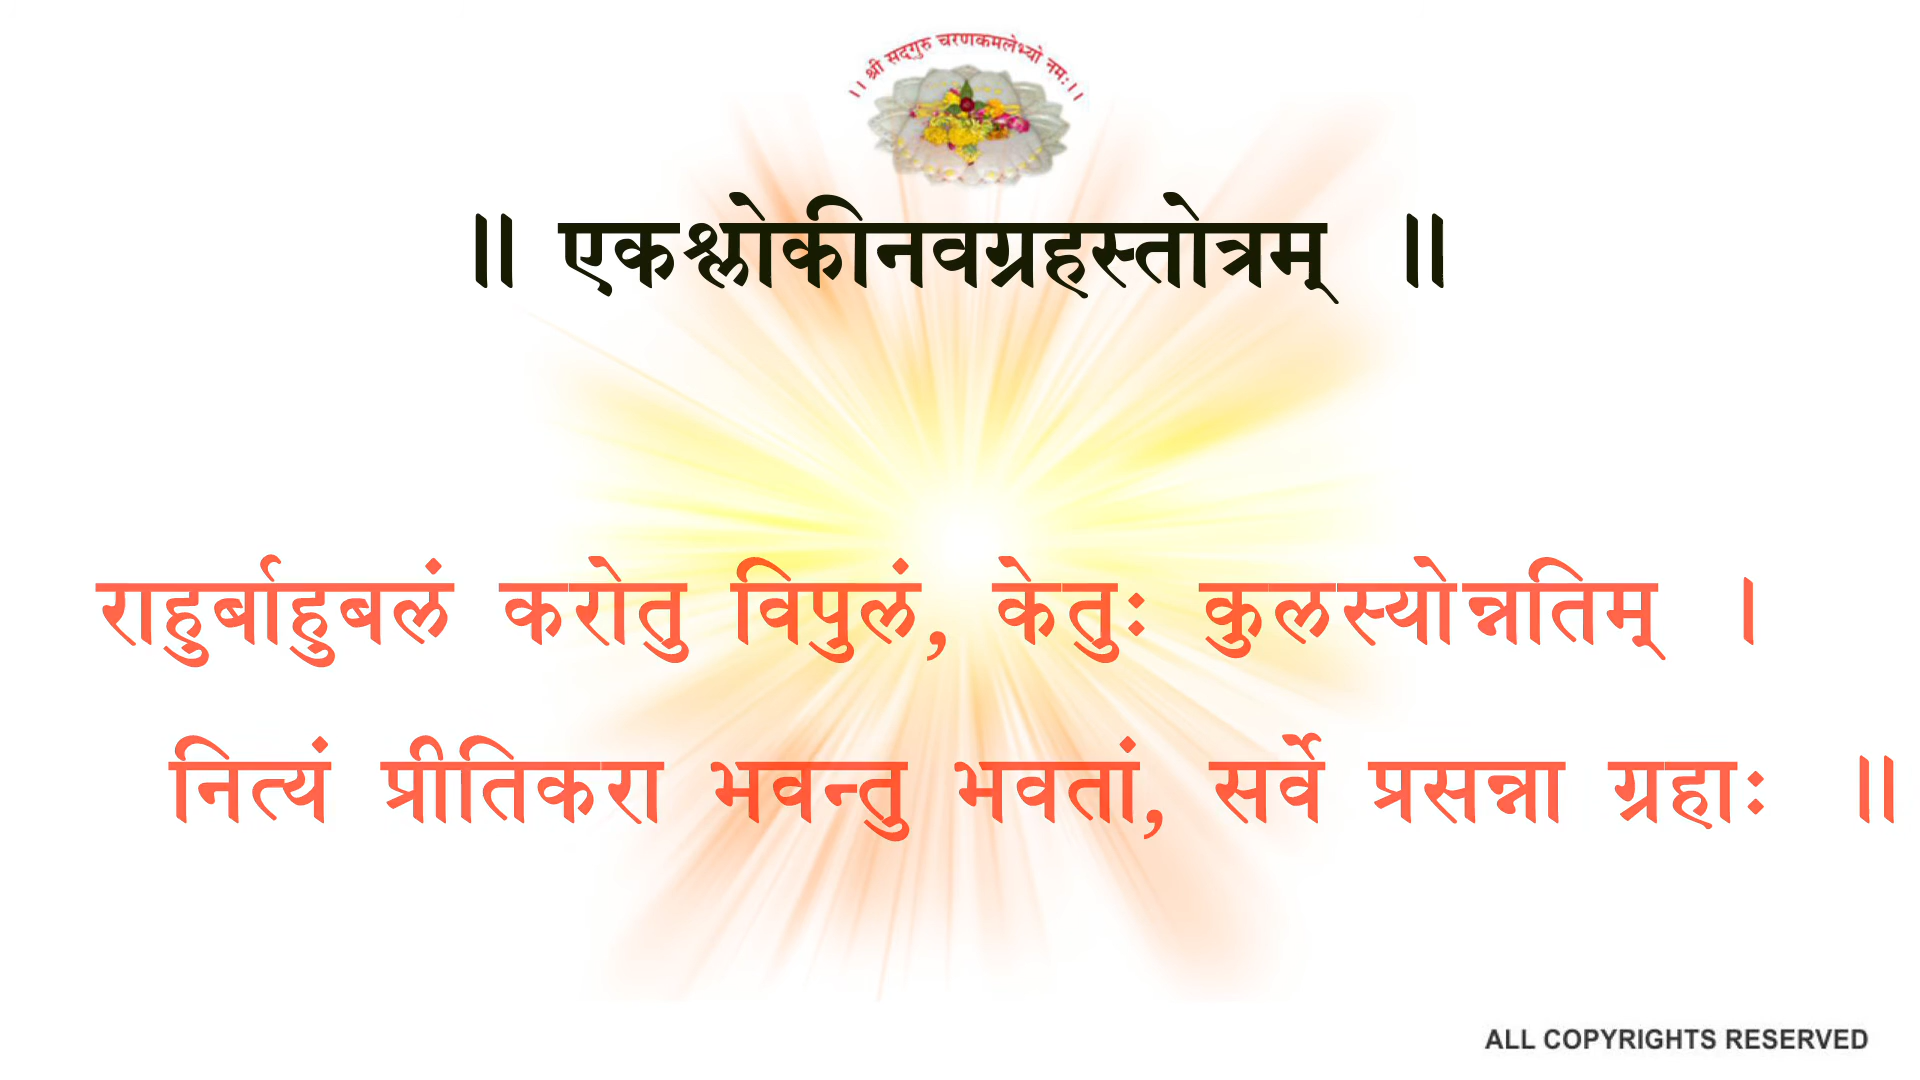 ।। श्री सद्‌गुरु चरणकमलेभ्यो नमः।।
॥ एकश्लोकीनवग्रहस्तोत्रम् ॥
राहुर्बाहुबलं करोतु विपुलं, केतुः कुलस्योन्नतिम् ।
नित्यं प्रीतिकरा भवन्तु भवतां, सर्वे प्रसन्ना ग्रहाः ॥
ALL COPYRIGHTS RESERVED